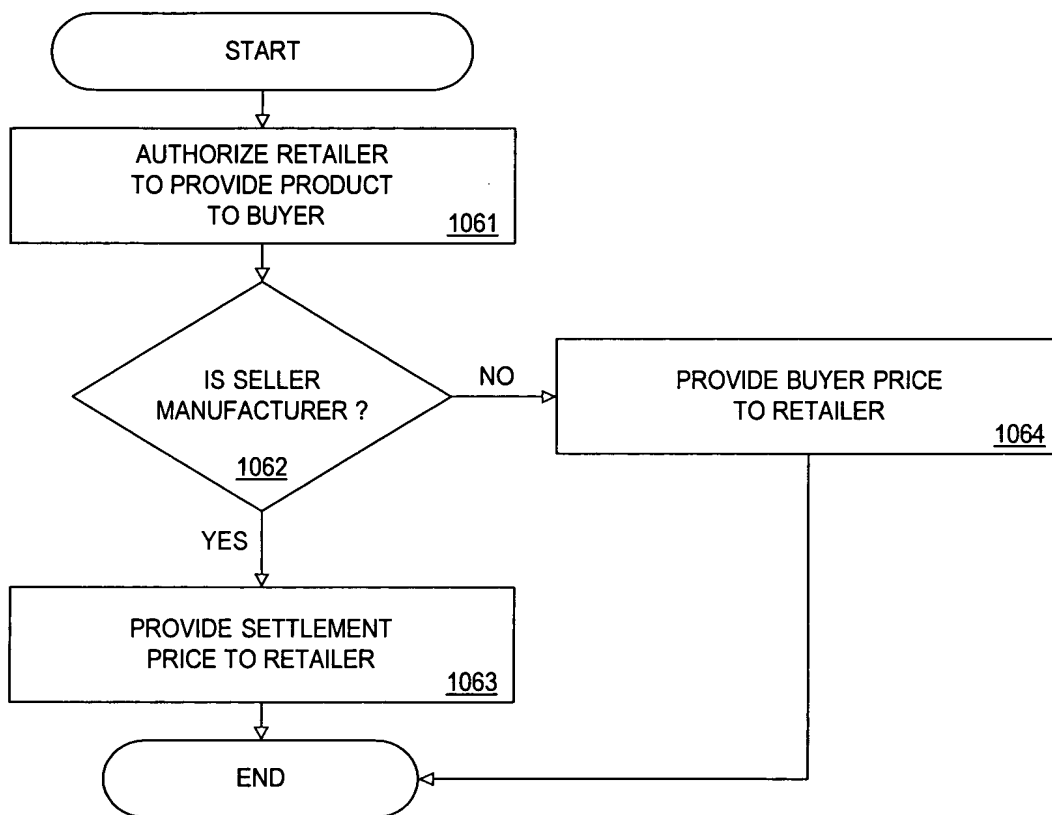 START
AUTHORIZE RETAILER
TO PROVIDE PRODUCT
TO BUYER
1061
IS SELLER
MANUFACTURER ?
1062
NO
PROVIDE BUYER PRICE
TO RETAILER
1064
YES
PROVIDE SETTLEMENT
PRICE TO RETAILER
1063
END